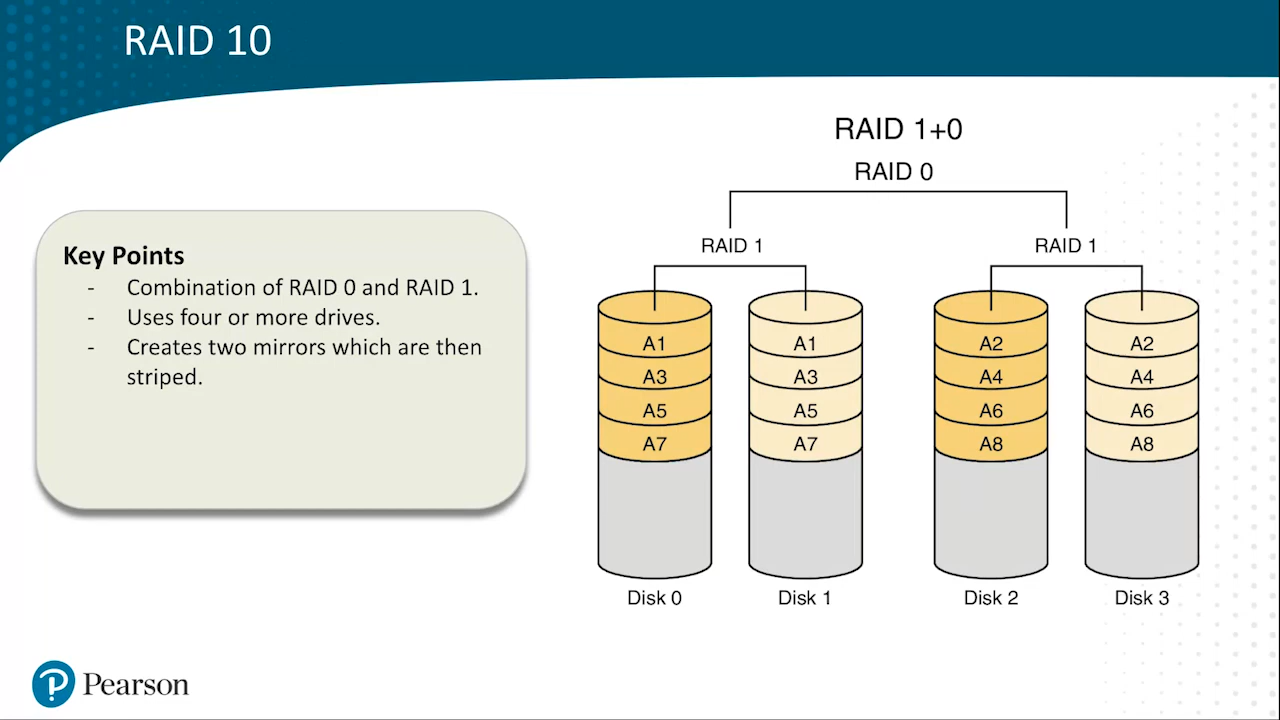 RAID 10
Key Points
- Combination of RAID 0 and RAID 1.
- Uses four or more drives.
- Creates two mirrors which are then
striped.
RAID 1+0
RAID 0
RAID 1 RAID 1
A1 A1 A2 A2
A3 A3 A4 A4
A5 A5 A6 A6
A7 A7 A8 A8
Disk 0 Disk 1 Disk 2 Disk 3
Pearson